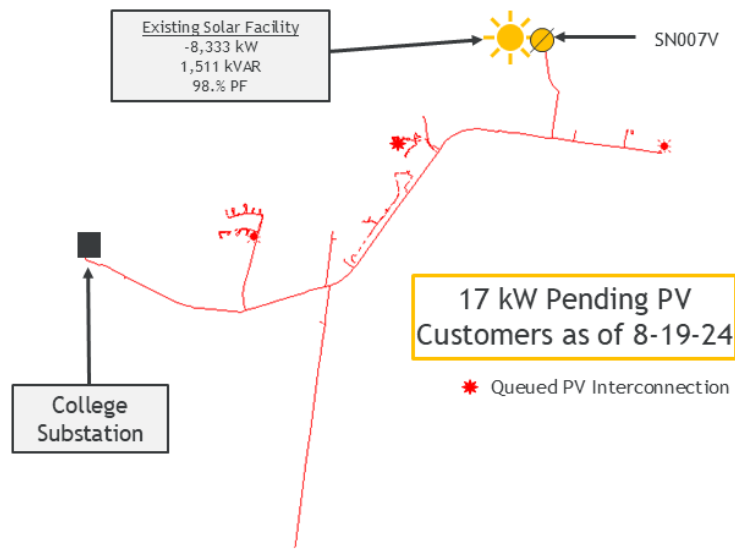 Existing Solar Facility
-8,333 kW
1,511 kVAR
98.% PF
SN007V
17 kW Pending PV
Customers as of 8-19-24
Queued PV Interconnection
College
Substation